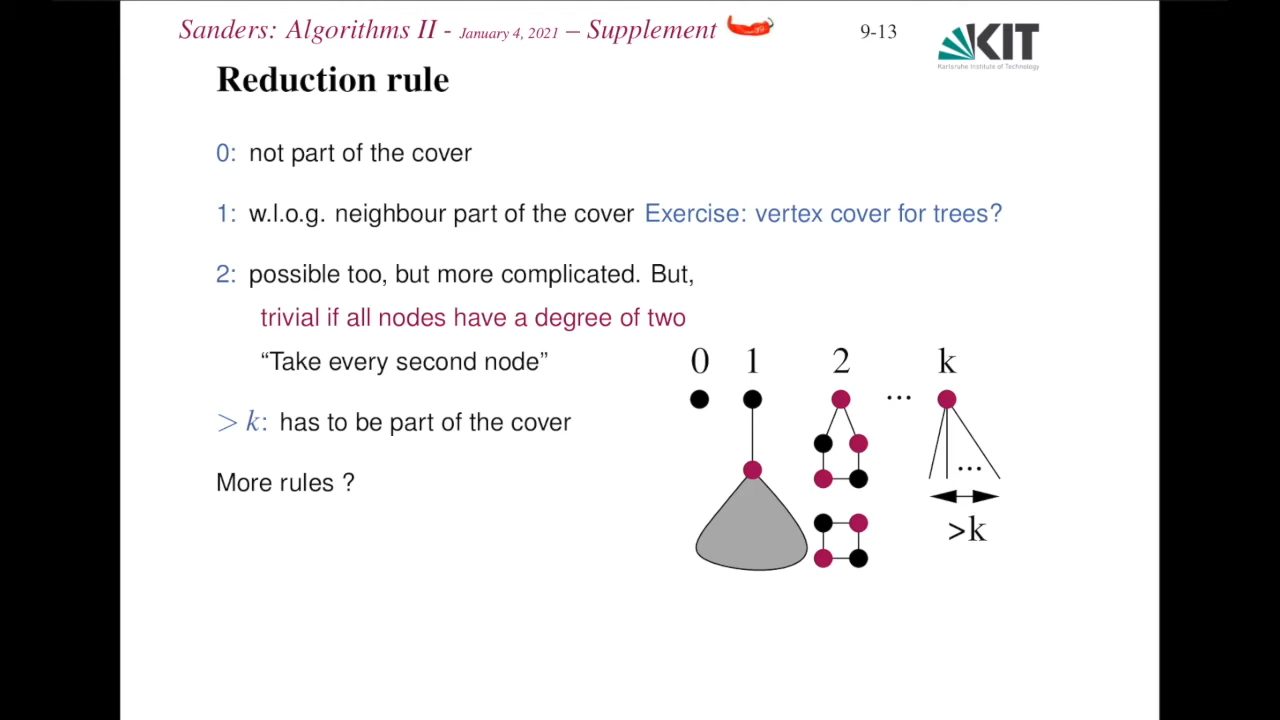 Sanders: Algorithms II - January 4, 2021 – Supplement
9-13
KIT
Karlsruhe Institute of Technology
Reduction rule
0: not part of the cover
1: w.l.o.g. neighbour part of the cover Exercise: vertex cover for trees?
2: possible too, but more complicated. But,
trivial if all nodes have a degree of two
“Take every second node”
> k: has to be part of the cover
More rules ?
0 1 2 ... k
...
>k